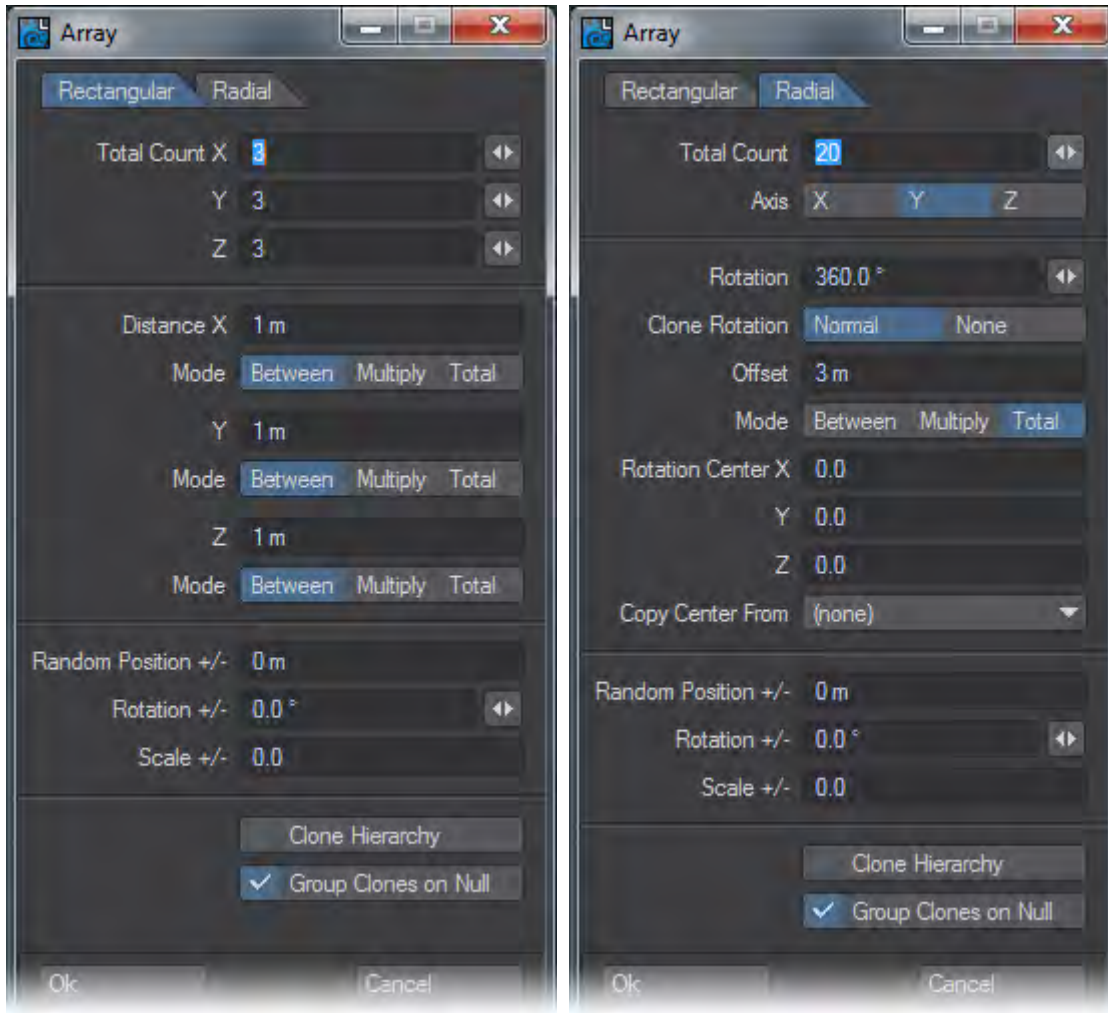 Array
Rectangular Radial
Total Count X 3
Y 3
Z 3
Distance X 1 m
Mode Between Multiply Total
Y 1 m
Mode Between Multiply Total
Z 1 m
Mode Between Multiply Total
Random Position +/- 0 m
Rotation +/- 0.0 °
Scale +/- 0.0
Clone Hierarchy
Group Clones on Null
Ok Cancel
Array
Rectangular Radial
Total Count 20
Axis X Y Z
Rotation 360.0 °
Clone Rotation Normal None
Offset 3 m
Mode Between Multiply Total
Rotation Center X 0.0
Y 0.0
Z 0.0
Copy Center From (none)
Random Position +/- 0 m
Rotation +/- 0.0 °
Scale +/- 0.0
Clone Hierarchy
Group Clones on Null
Ok Cancel